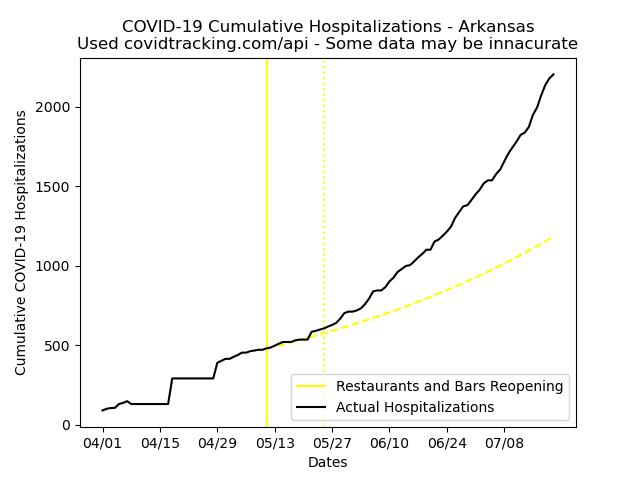 COVID-19 Cumulative Hospitalizations - Arkansas
Used covidtracking.com/api - Some data may be innacurate
Cumulative COVID-19 Hospitalizations
2000
1500
1000
500
0
Restaurants and Bars Reopening
Actual Hospitalizations
04/01 04/15 04/29 05/13 05/27 06/10 06/24 07/08
Dates